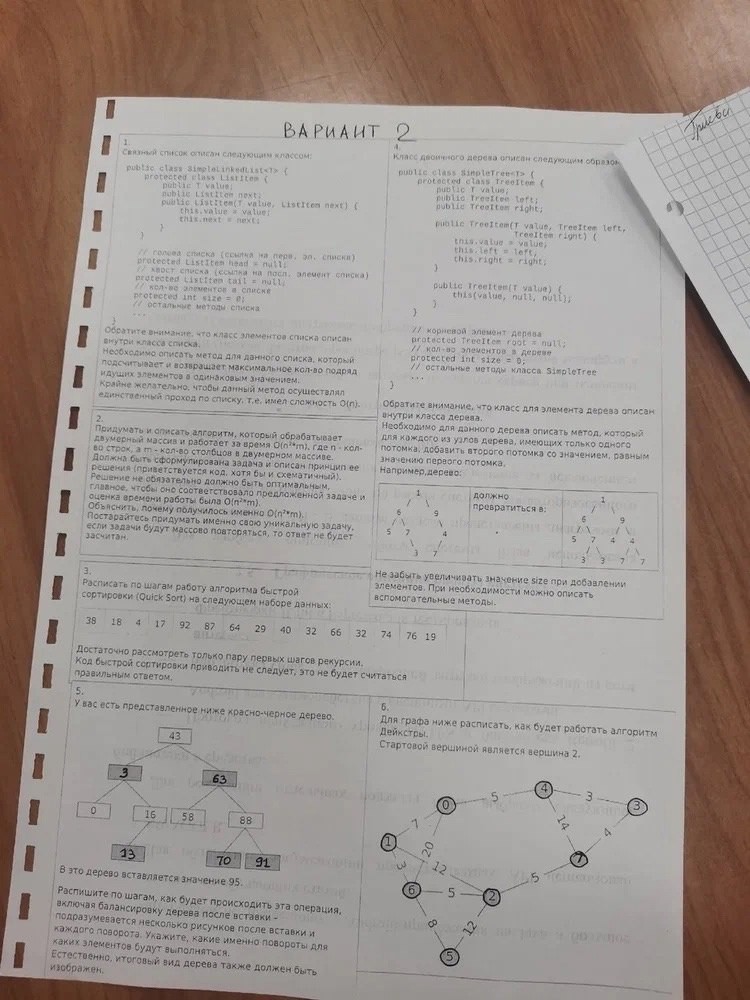 ВАРИАНТ 2
1.
Связный список описан следующим классом:
public class SimpleLinkedList<T> {
protected class ListItem {
public T value;
public ListItem next;
public ListItem(T value, ListItem next) {
this.value = value;
this.next = next;
}
}
// голова списка (ссылка на перв. эл. списка)
protected ListItem head = null;
// хвост списка (ссылка на посл. элемент списка)
protected ListItem tail = null;
// кол-во элементов в списке
protected int size = 0;
// остальные методы списка
...
}
Обратите внимание, что класс элементов списка описан
внутри класса списка.
Необходимо описать метод для данного списка, который
подсчитывает и возвращает максимальное кол-во подряд
идущих элементов в одинаковым значением.
Крайне желательно, чтобы данный метод осуществлял
единственный проход по списку, т.е. имел сложность O(n).
2.
Придумать и описать алгоритм, который обрабатывает
двумерный массив и работает за время O(n²*m), где n - кол-
во строк, а m - кол-во столбцов в двумерном массиве.
Должна быть сформулирована задача и описан принцип ее
решения (приветствуется код, хотя бы и схематичный).
Решение не обязательно должно быть оптимальным,
главное, чтобы оно соответствовало предложенной задаче и
оценка времени работы была O(n²*m).
Объяснить, почему получилось именно O(n²*m).
Постарайтесь придумать именно свою уникальную задачу,
если задачи будут массово повторяться, то ответ не будет
засчитан.
3.
Расписать по шагам работу алгоритма быстрой
сортировки (Quick Sort) на следующем наборе данных:
38 18 4 17 92 87 64 29 40 32 66 32 74 76 19
Достаточно рассмотреть только пару первых шагов рекурсии.
Код быстрой сортировки приводить не следует, это не будет считаться
правильным ответом.
4.
Класс двоичного дерева описан следующим образом
public class SimpleTree<T> {
protected class TreeItem {
public T value;
public TreeItem left;
public TreeItem right;
public TreeItem(T value, TreeItem left,
TreeItem right) {
this.value = value;
this.left = left,
this.right = right;
}
public TreeItem(T value) {
this(value, null, null);
}
}
// корневой элемент дерева
protected TreeItem root = null;
// кол-во элементов в дереве
protected int size = 0;
// остальные методы класса SimpleTree
...
}
Обратите внимание, что класс для элемента дерева описан
внутри класса дерева.
Необходимо для данного дерева описать метод, который
для каждого из узлов дерева, имеющих только одного
потомка, добавить второго потомка со значением, равным
значению первого потомка.
Например,дерево:
1
6 9
5 7 4
3 7
должно
превратиться в:
1
6 9
5 7 4 4
3 3 7 7
Не забыть увеличивать значение size при добавлении
элементов. При необходимости можно описать
вспомогательные методы.
5.
У вас есть представленное ниже красно-черное дерево.
43
3 63
0 16 58 88
13 70 91
В это дерево вставляется значение 95.
Распишите по шагам, как будет происходить эта операция,
включая балансировку дерева после вставки -
подразумевается несколько рисунков после вставки и
каждого поворота. Укажите, какие именно повороты для
каких элементов будут выполняться.
Естественно, итоговый вид дерева также должен быть
изображен.
6.
Для графа ниже расписать, как будет работать алгоритм
Дейкстры.
Стартовой вершиной является вершина 2.
4 3
0 5 3
7 14 4
1 20 7
3 12 5
6 5 2
8 12
5